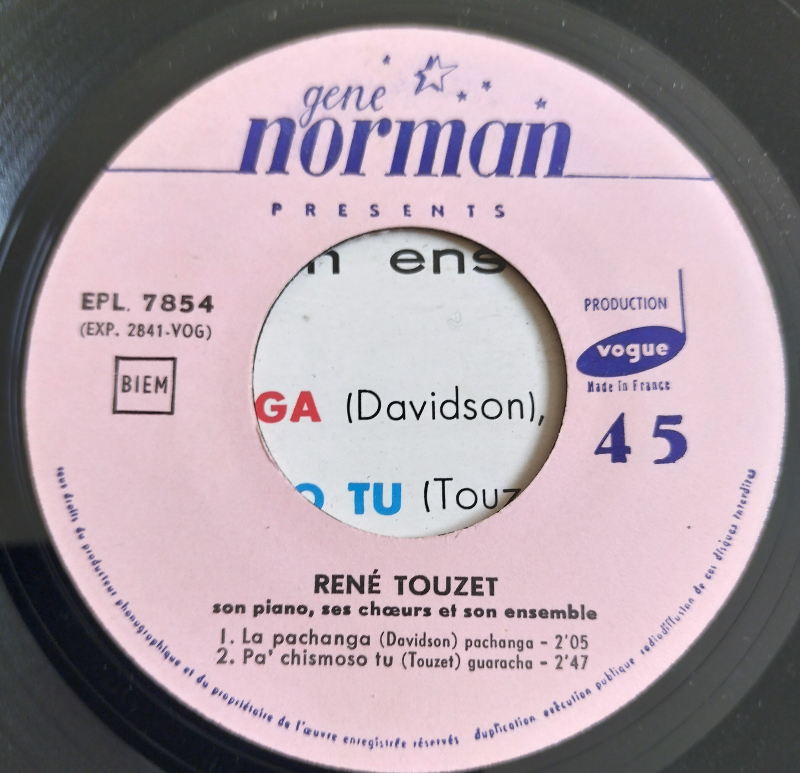 gene
norman
PRESENTS
EPL. 7854
(EXP. 2841-VOG)
BIEM
PRODUCTION
vogue
Made in France
45
n ens
GA (Davidson),
O TU (Touz
RENÉ TOUZET
son piano, ses chœurs et son ensemble
1. La pachanga (Davidson) pachanga - 2'05
2. Pa' chismoso tu (Touzet) guaracha - 2'47
tous droits du producteur phonographique et du propriétaire de l'œuvre enregistrée réservés duplication exécution publique radiodiffusion de ces disques interdites